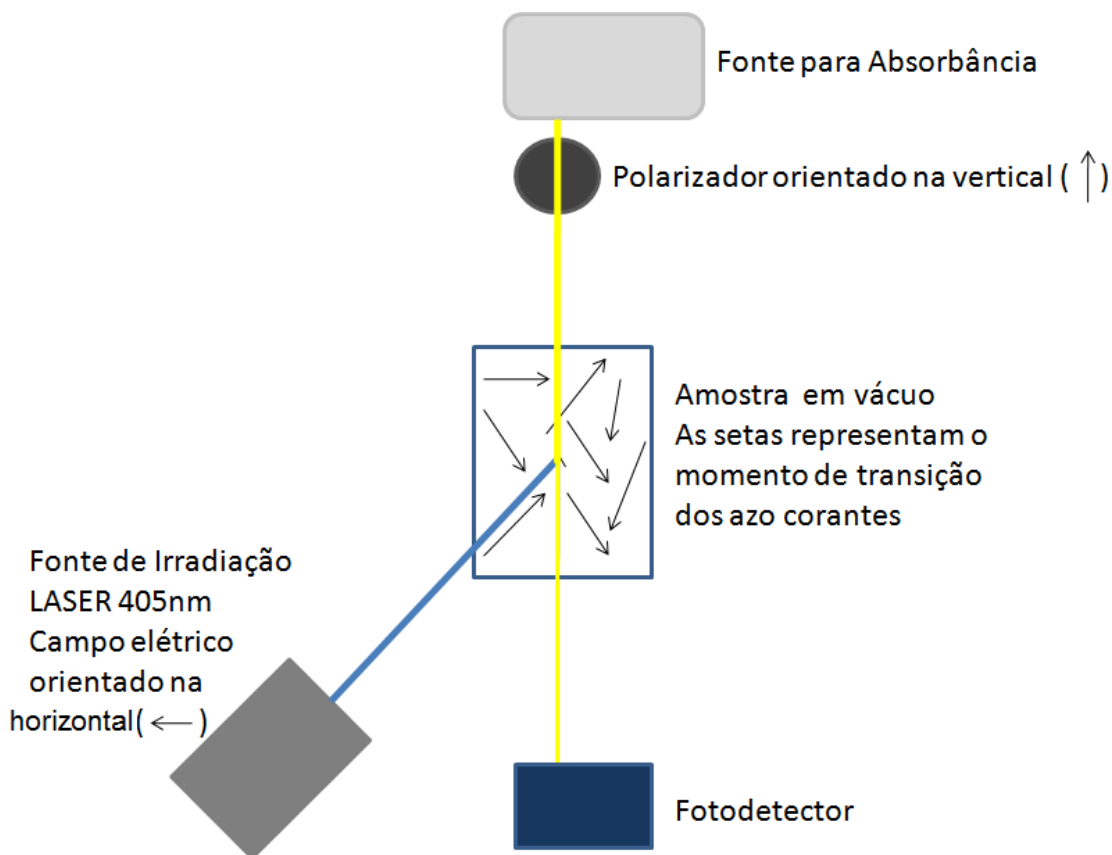 Fonte para Absorbância
Polarizador orientado na vertical ( ↑ )
Amostra em vácuo
As setas representam o
momento de transição
dos azo corantes
Fonte de Irradiação
LASER 405nm
Campo elétrico
orientado na
horizontal( ← )
Fotodetector